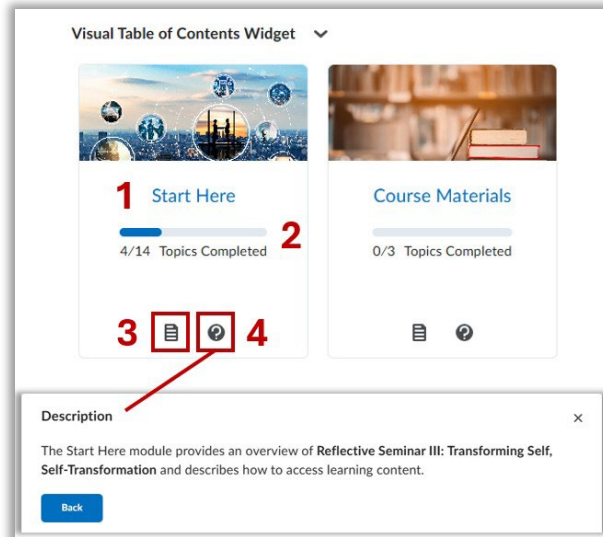 Visual Table of Contents Widget
1 Start Here
4/14 Topics Completed
2
3
4
Course Materials
0/3 Topics Completed
Description
The Start Here module provides an overview of Reflective Seminar III: Transforming Self,
Self-Transformation and describes how to access learning content.
Back